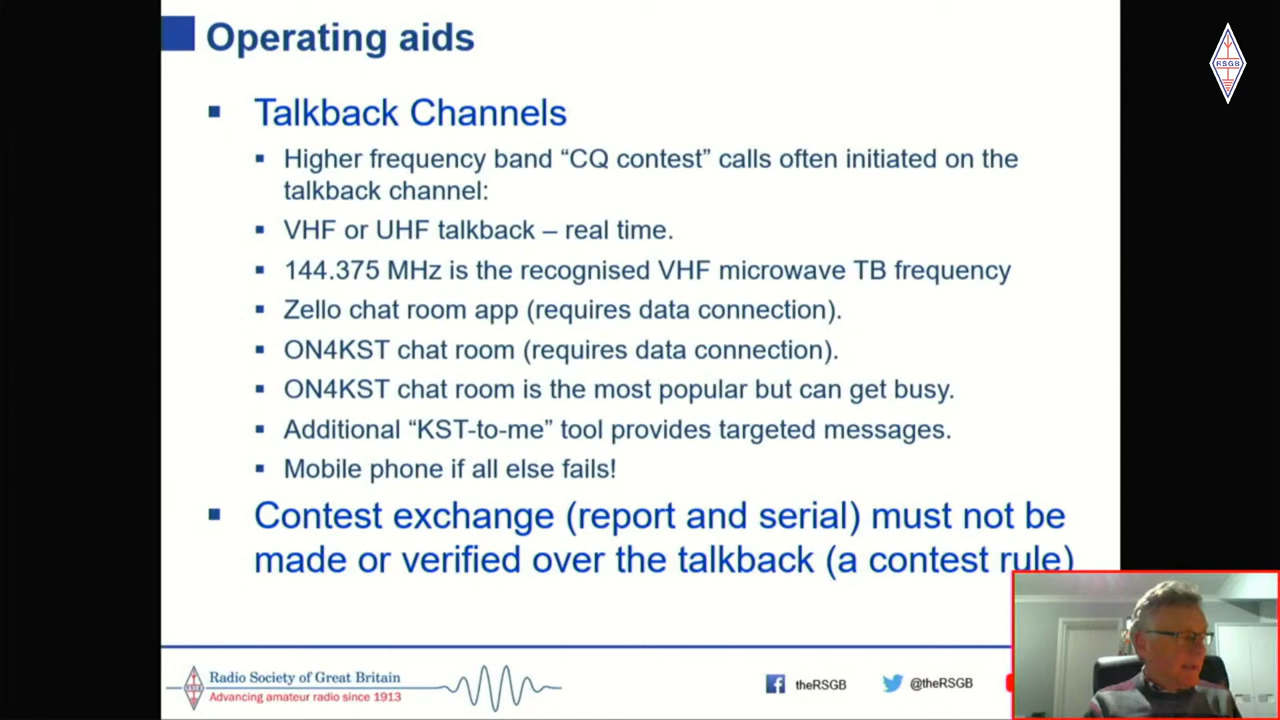 Operating aids
RSGB
Talkback Channels
Higher frequency band “CQ contest” calls often initiated on the
talkback channel:
VHF or UHF talkback – real time.
144.375 MHz is the recognised VHF microwave TB frequency
Zello chat room app (requires data connection).
ON4KST chat room (requires data connection).
ON4KST chat room is the most popular but can get busy.
Additional “KST-to-me” tool provides targeted messages.
Mobile phone if all else fails!
Contest exchange (report and serial) must not be
made or verified over the talkback (a contest rule)
RSGB
Radio Society of Great Britain
Advancing amateur radio since 1913
theRSGB
@theRSGB